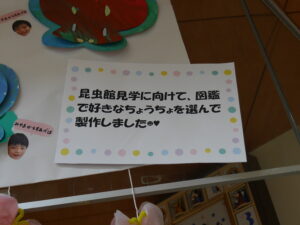 昆虫館見学に向けて、図鑑
で好きなちょうちょを選んで
製作しました☻♥